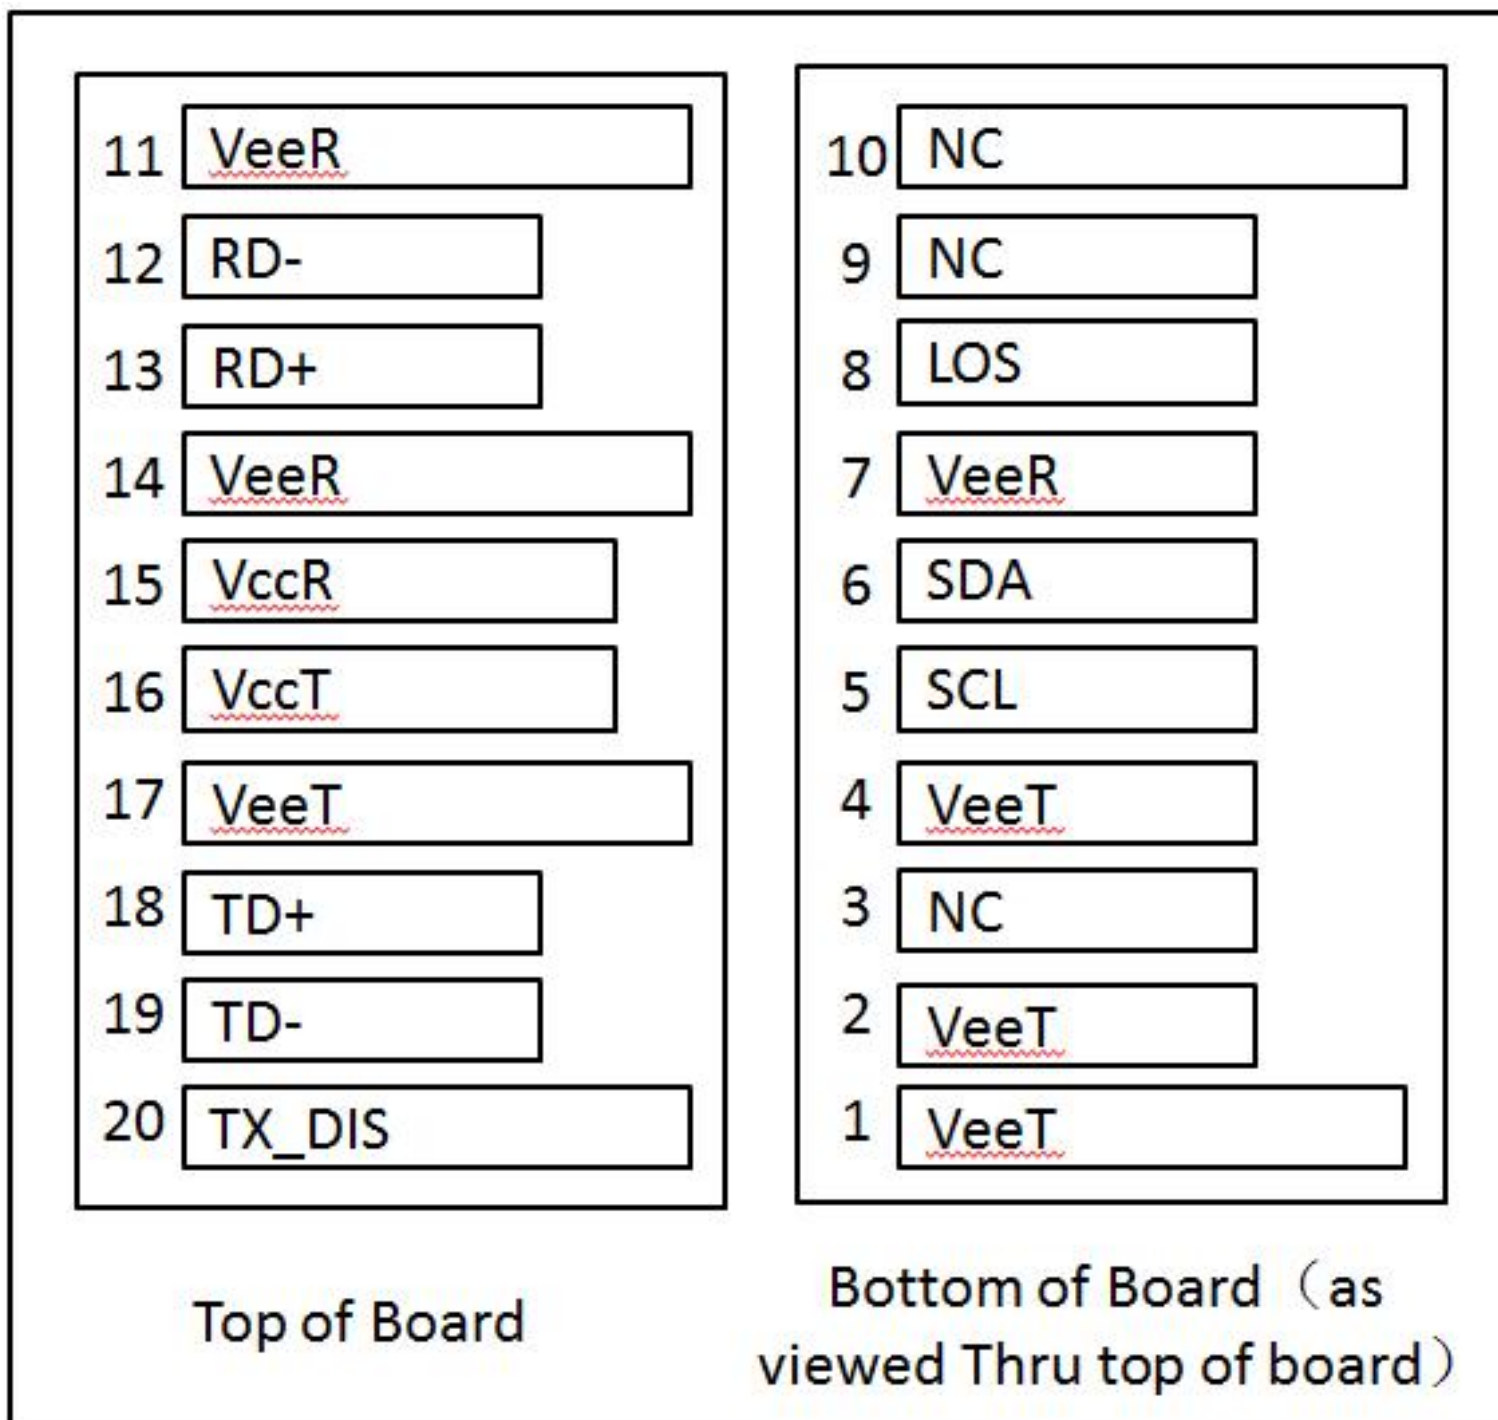 11 VeeR
12 RD-
13 RD+
14 VeeR
15 VccR
16 VccT
17 VeeT
18 TD+
19 TD-
20 TX_DIS
Top of Board
10 NC
9 NC
8 LOS
7 VeeR
6 SDA
5 SCL
4 VeeT
3 NC
2 VeeT
1 VeeT
Bottom of Board（as
viewed Thru top of board）